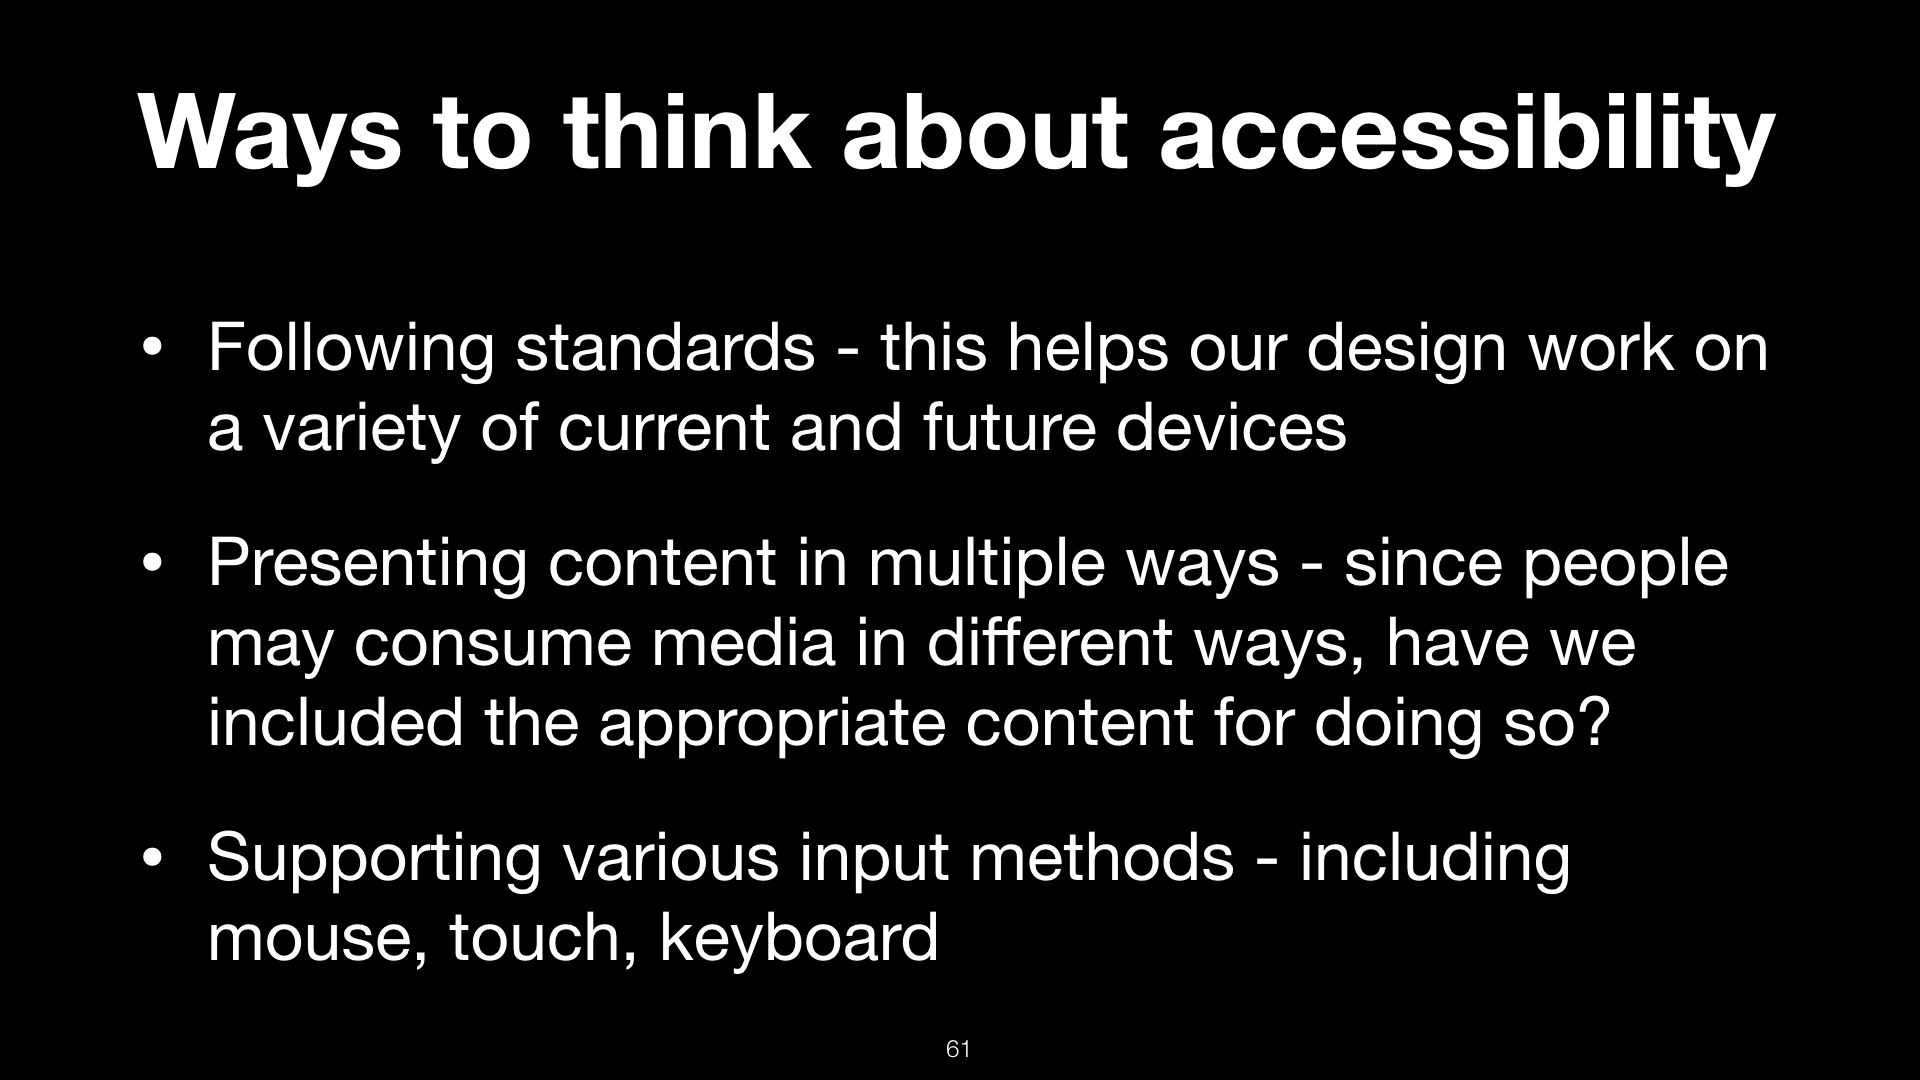 Ways to think about accessibility
• Following standards - this helps our design work on
a variety of current and future devices
• Presenting content in multiple ways - since people
may consume media in different ways, have we
included the appropriate content for doing so?
• Supporting various input methods - including
mouse, touch, keyboard
61